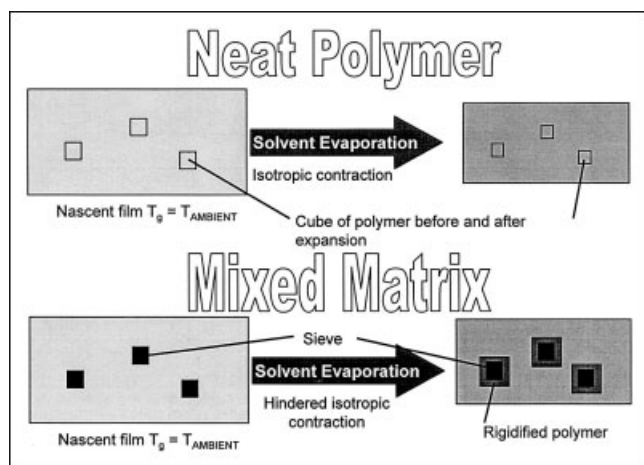 Neat Polymer
Solvent Evaporation
Isotropic contraction
Nascent film Tg = TAMBIENT
Cube of polymer before and after
expansion
Mixed Matrix
Sieve
Solvent Evaporation
Hindered isotropic
contraction
Nascent film Tg = TAMBIENT
Rigidified polymer